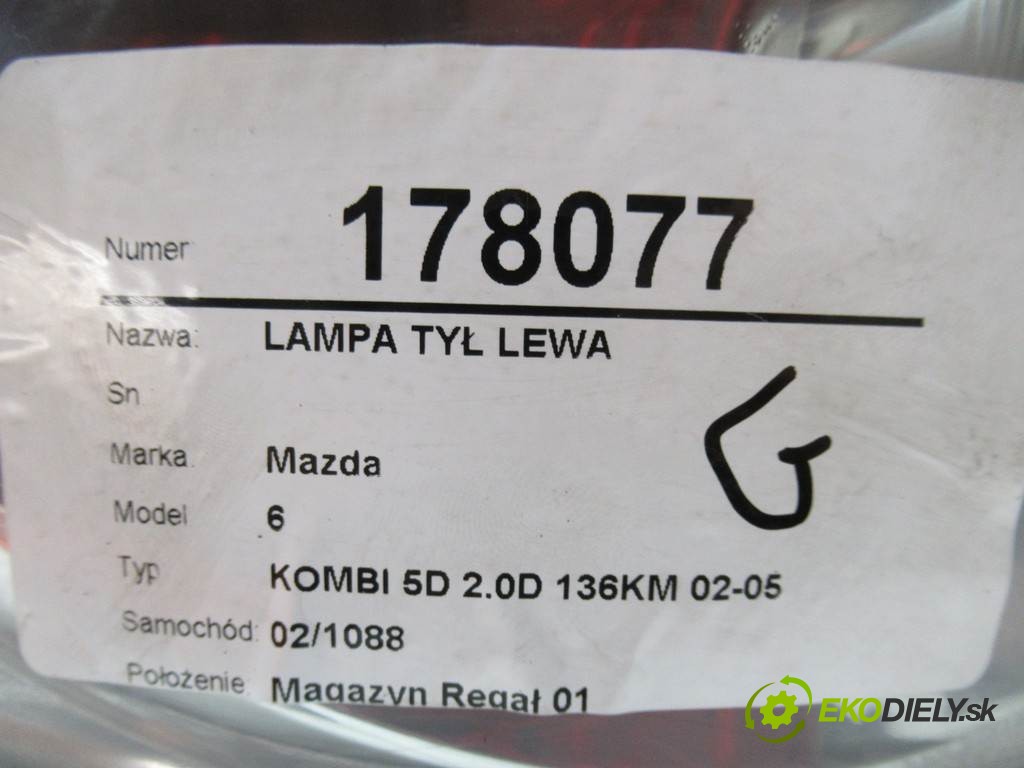 Numer 178077
Nazwa: LAMPA TYŁ LEWA
Sn
Marka. Mazda
G
Model 6
Typ KOMBI 5D 2.0D 136KM 02-05
Samochód: 02/1088
Położenie: Magazyn Regał 01
EKODIELY.sk